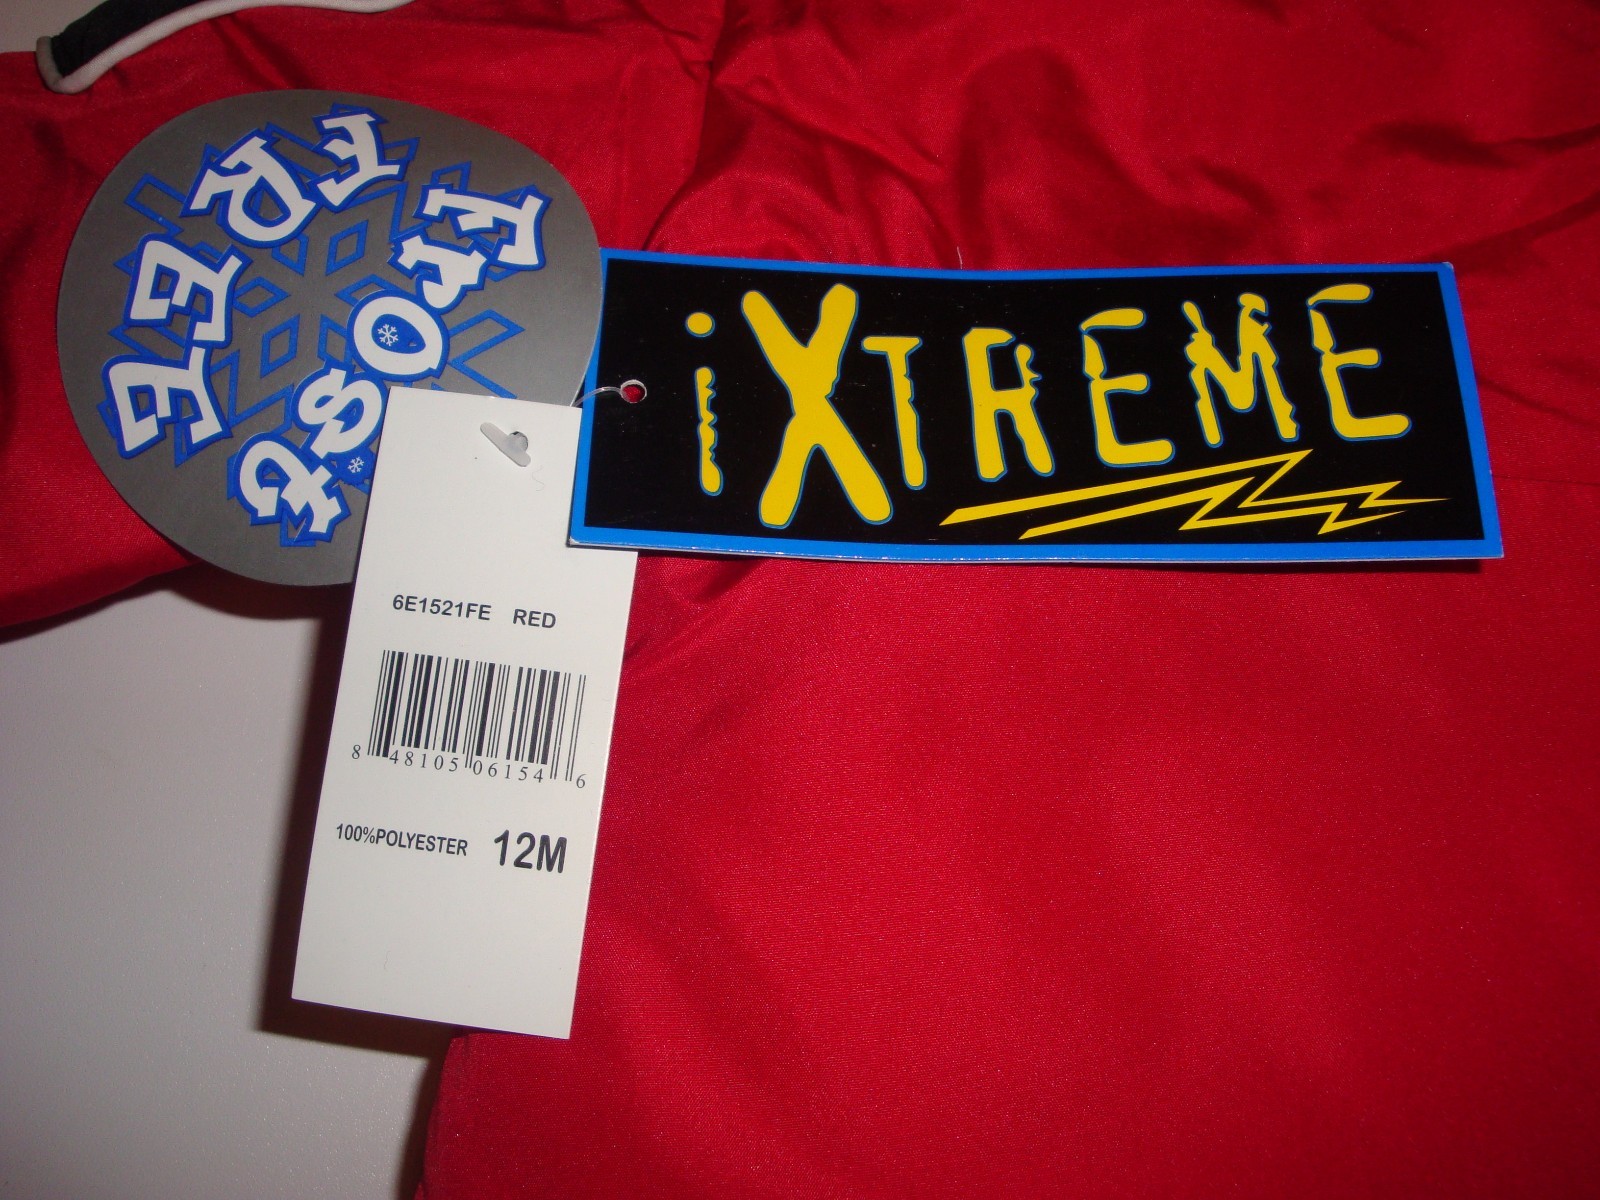 FREE
FROST
iXTREME
6E1521FE RED
8 48105 06154 6
100%POLYESTER 12M